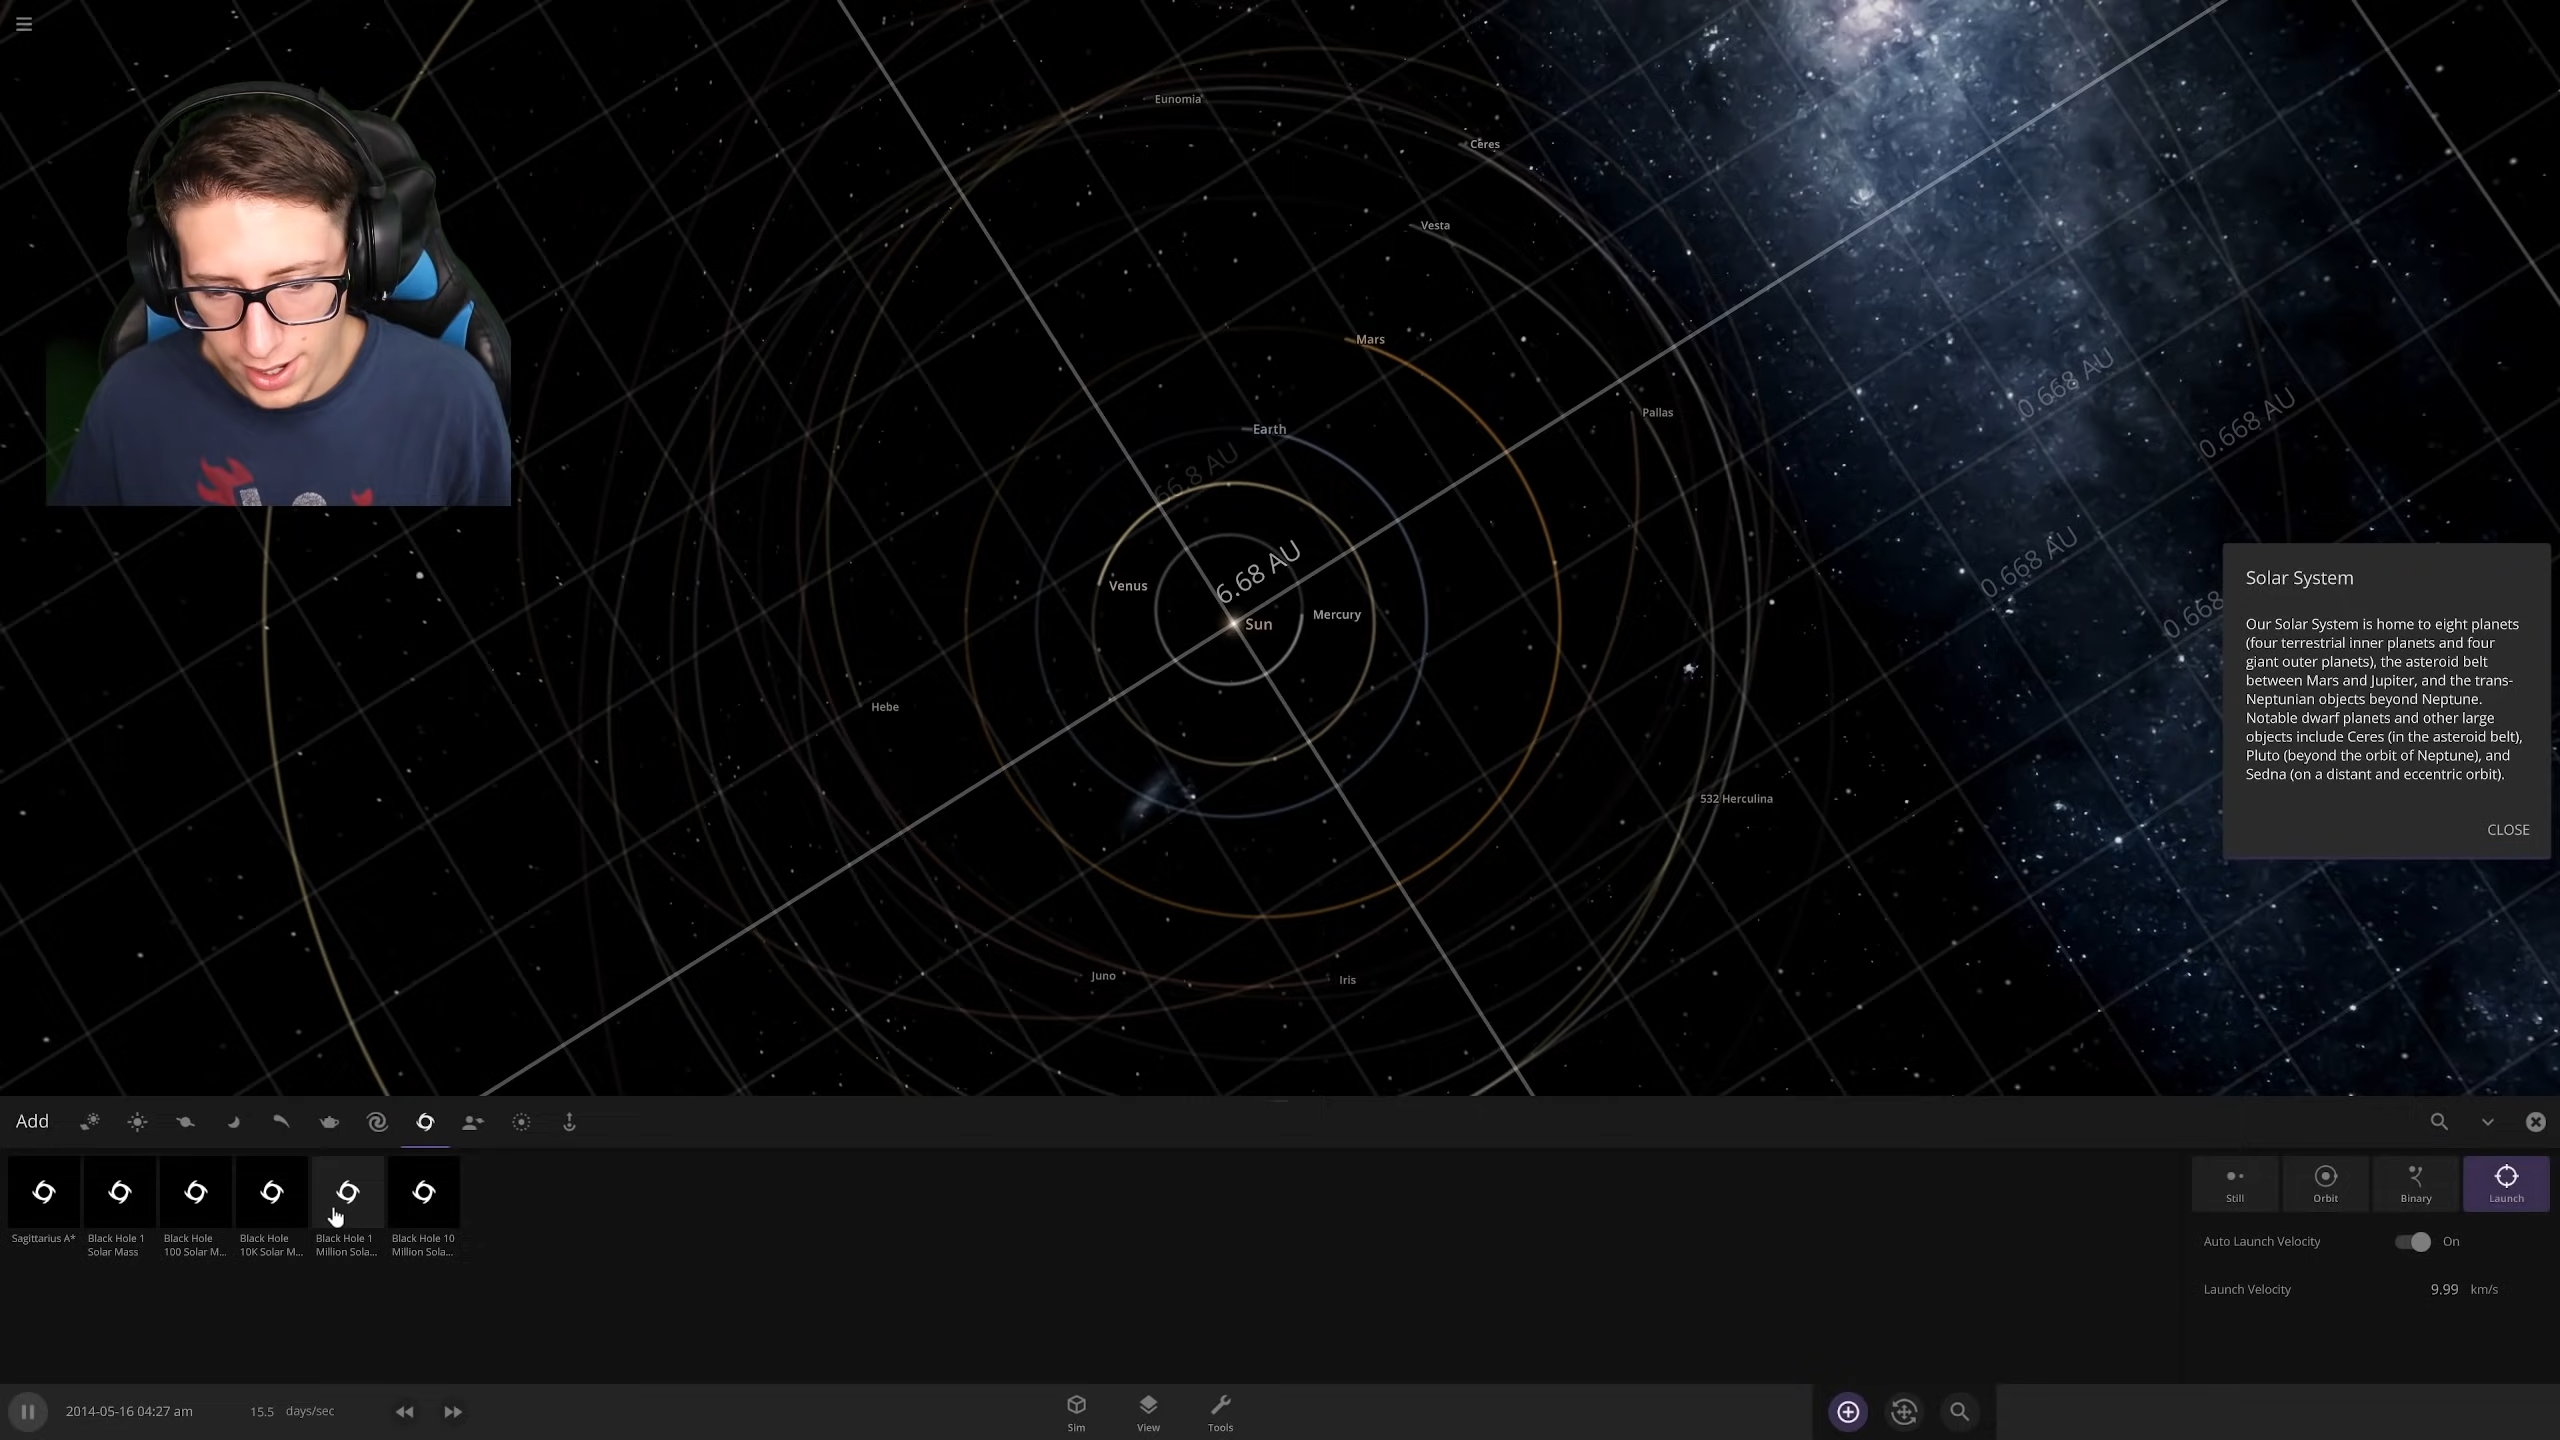 Eunomia
Ceres
Vesta
Mars
Pallas
Earth
66.8 AU
0.668 AU
0.668 AU
0.668 AU
0.668
6.68 AU
Venus
Mercury
Sun
Hebe
532 Herculina
Juno
Iris
Solar System
Our Solar System is home to eight planets
(four terrestrial inner planets and four
giant outer planets), the asteroid belt
between Mars and Jupiter, and the trans-
Neptunian objects beyond Neptune.
Notable dwarf planets and other large
objects include Ceres (in the asteroid belt),
Pluto (beyond the orbit of Neptune), and
Sedna (on a distant and eccentric orbit).
CLOSE
Add
Sagittarius A*
Black Hole 1
Solar Mass
Black Hole
100 Solar M...
Black Hole
10K Solar M...
Black Hole 1
Million Sola...
Black Hole 10
Million Sola...
Still
Orbit
Binary
Launch
Auto Launch Velocity
On
Launch Velocity
9.99 km/s
2014-05-16 04:27 am
15.5 days/sec
Sim
View
Tools